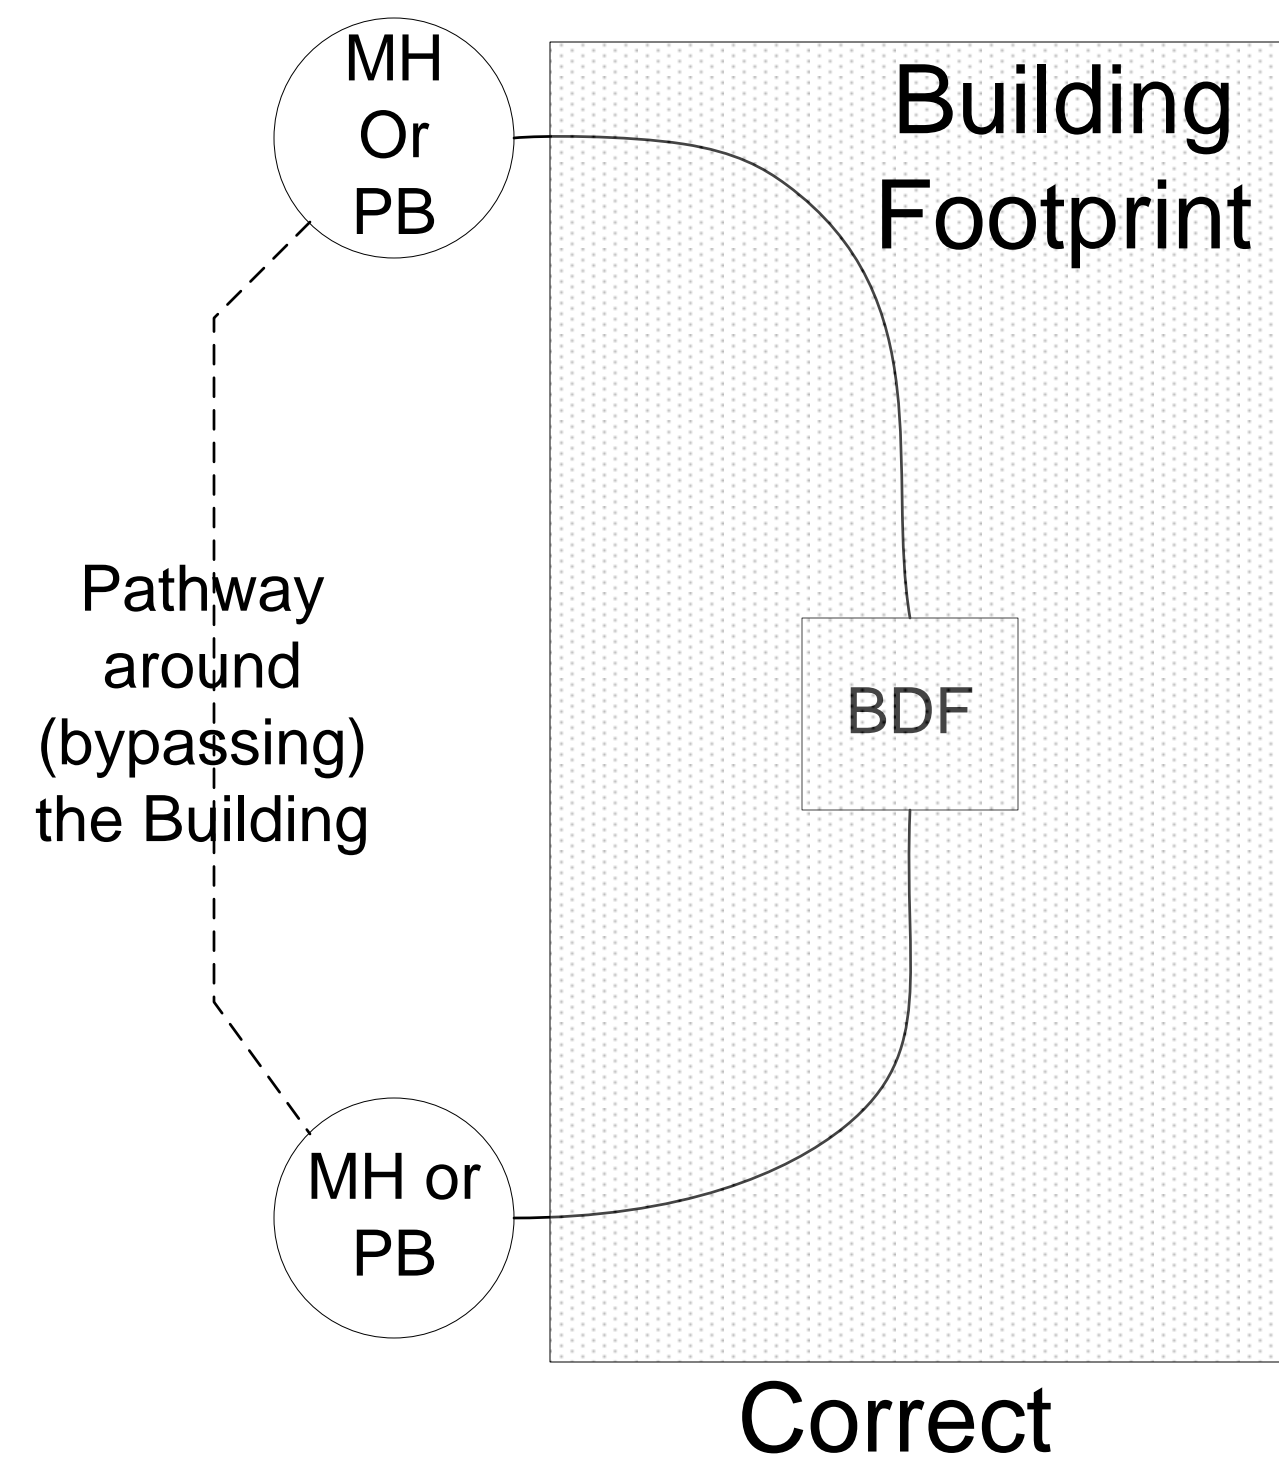 MH
Or
PB
Building
Footprint
Pathway
around
(bypassing)
the Building
BDF
MH or
PB
Correct